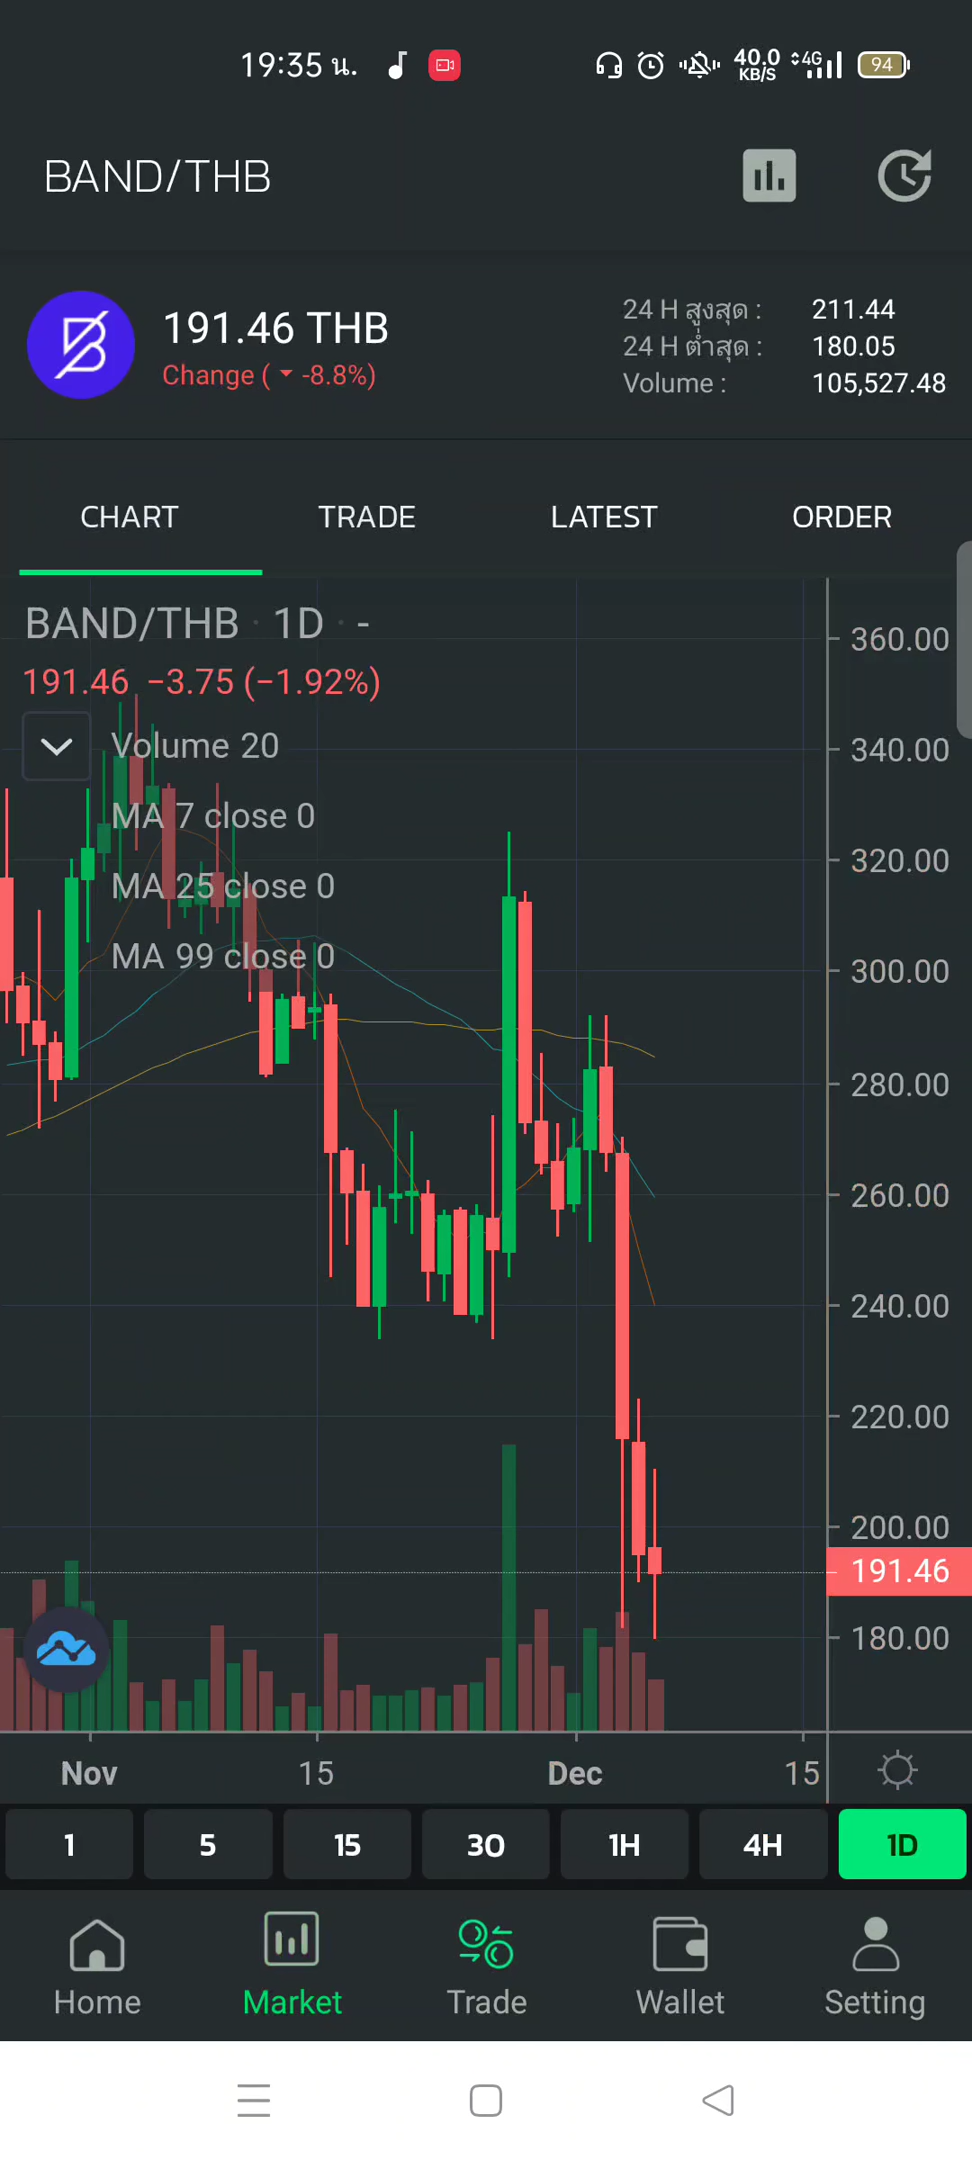 19:35 น.
40.0
KB/S
4G
94
BAND/THB
191.46 THB
Change ( -8.8%)
24 H สูงสุด : 211.44
24 H ต่ำสุด : 180.05
Volume : 105,527.48
CHART TRADE LATEST ORDER
BAND/THB · 1D · -
191.46 −3.75 (−1.92%)
Volume 20
MA 7 close 0
MA 25 close 0
MA 99 close 0
360.00
340.00
320.00
300.00
280.00
260.00
240.00
220.00
200.00
191.46
180.00
Nov 15 Dec 15
1 5 15 30 1H 4H 1D
Home Market Trade Wallet Setting